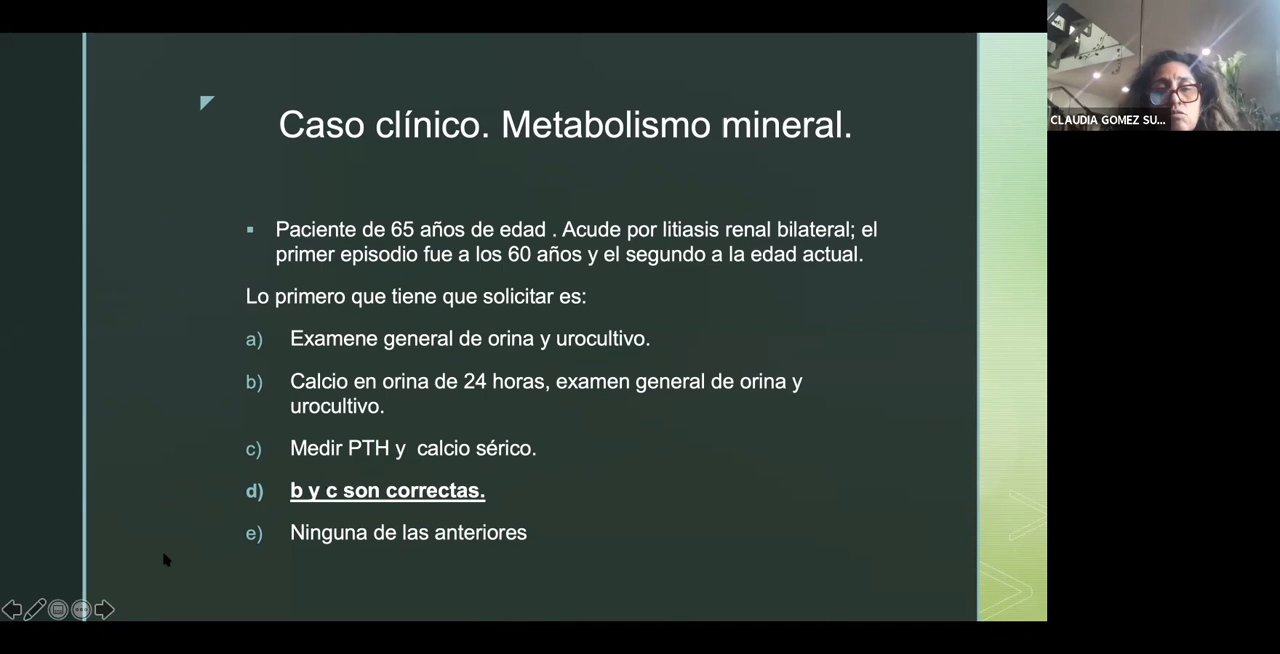 Caso clínico. Metabolismo mineral.
CLAUDIA GOMEZ SU...
▪ Paciente de 65 años de edad . Acude por litiasis renal bilateral; el
primer episodio fue a los 60 años y el segundo a la edad actual.
Lo primero que tiene que solicitar es:
a) Examene general de orina y urocultivo.
b) Calcio en orina de 24 horas, examen general de orina y
urocultivo.
c) Medir PTH y calcio sérico.
d) b y c son correctas.
e) Ninguna de las anteriores